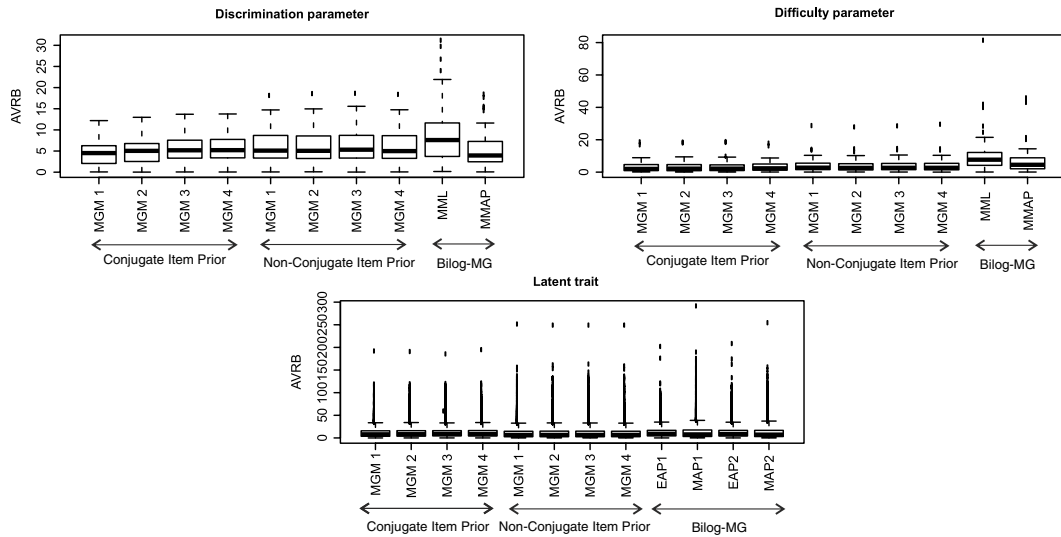 Discrimination parameter
AVRB
0 5 10 15 20 25 30
MGM 1
MGM 2
MGM 3
MGM 4
MGM 1
MGM 2
MGM 3
MGM 4
MML
MMAP
Conjugate Item Prior
Non-Conjugate Item Prior
Bilog-MG
Difficulty parameter
AVRB
0 20 40 60 80
MGM 1
MGM 2
MGM 3
MGM 4
MGM 1
MGM 2
MGM 3
MGM 4
MML
MMAP
Conjugate Item Prior
Non-Conjugate Item Prior
Bilog-MG
Latent trait
AVRB
0 50 100 150 200 250 300
MGM 1
MGM 2
MGM 3
MGM 4
MGM 1
MGM 2
MGM 3
MGM 4
EAP1
MAP1
EAP2
MAP2
Conjugate Item Prior
Non-Conjugate Item Prior
Bilog-MG